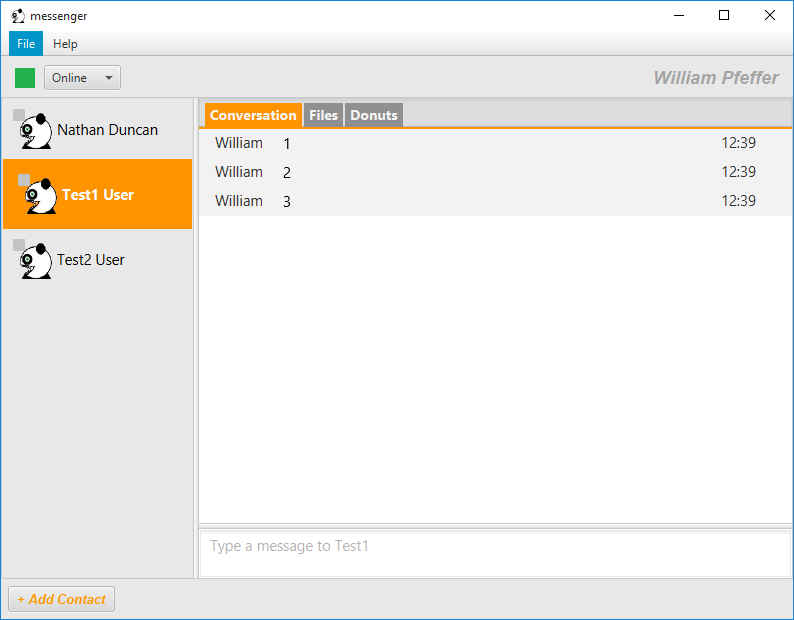 messenger
File Help
Online
William Pfeffer
Nathan Duncan
Test1 User
Test2 User
Conversation Files Donuts
William 1 12:39
William 2 12:39
William 3 12:39
Type a message to Test1
+ Add Contact